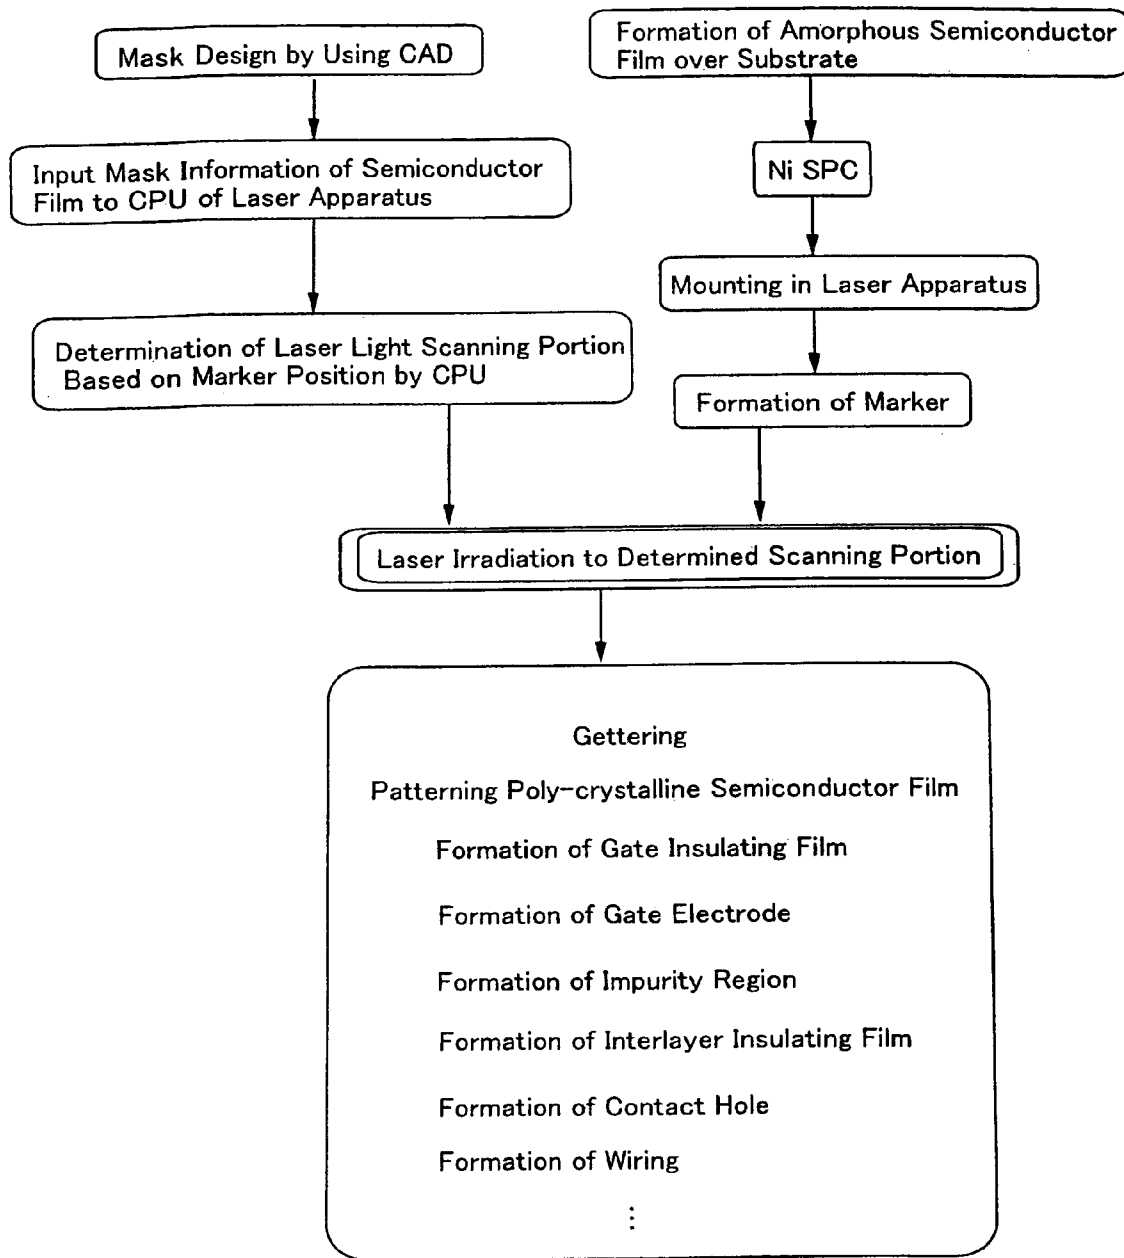 Mask Design by Using CAD
Input Mask Information of Semiconductor
Film to CPU of Laser Apparatus
Determination of Laser Light Scanning Portion
Based on Marker Position by CPU
Formation of Amorphous Semiconductor
Film over Substrate
Ni SPC
Mounting in Laser Apparatus
Formation of Marker
Laser Irradiation to Determined Scanning Portion
Gettering
Patterning Poly-crystalline Semiconductor Film
Formation of Gate Insulating Film
Formation of Gate Electrode
Formation of Impurity Region
Formation of Interlayer Insulating Film
Formation of Contact Hole
Formation of Wiring
⋮